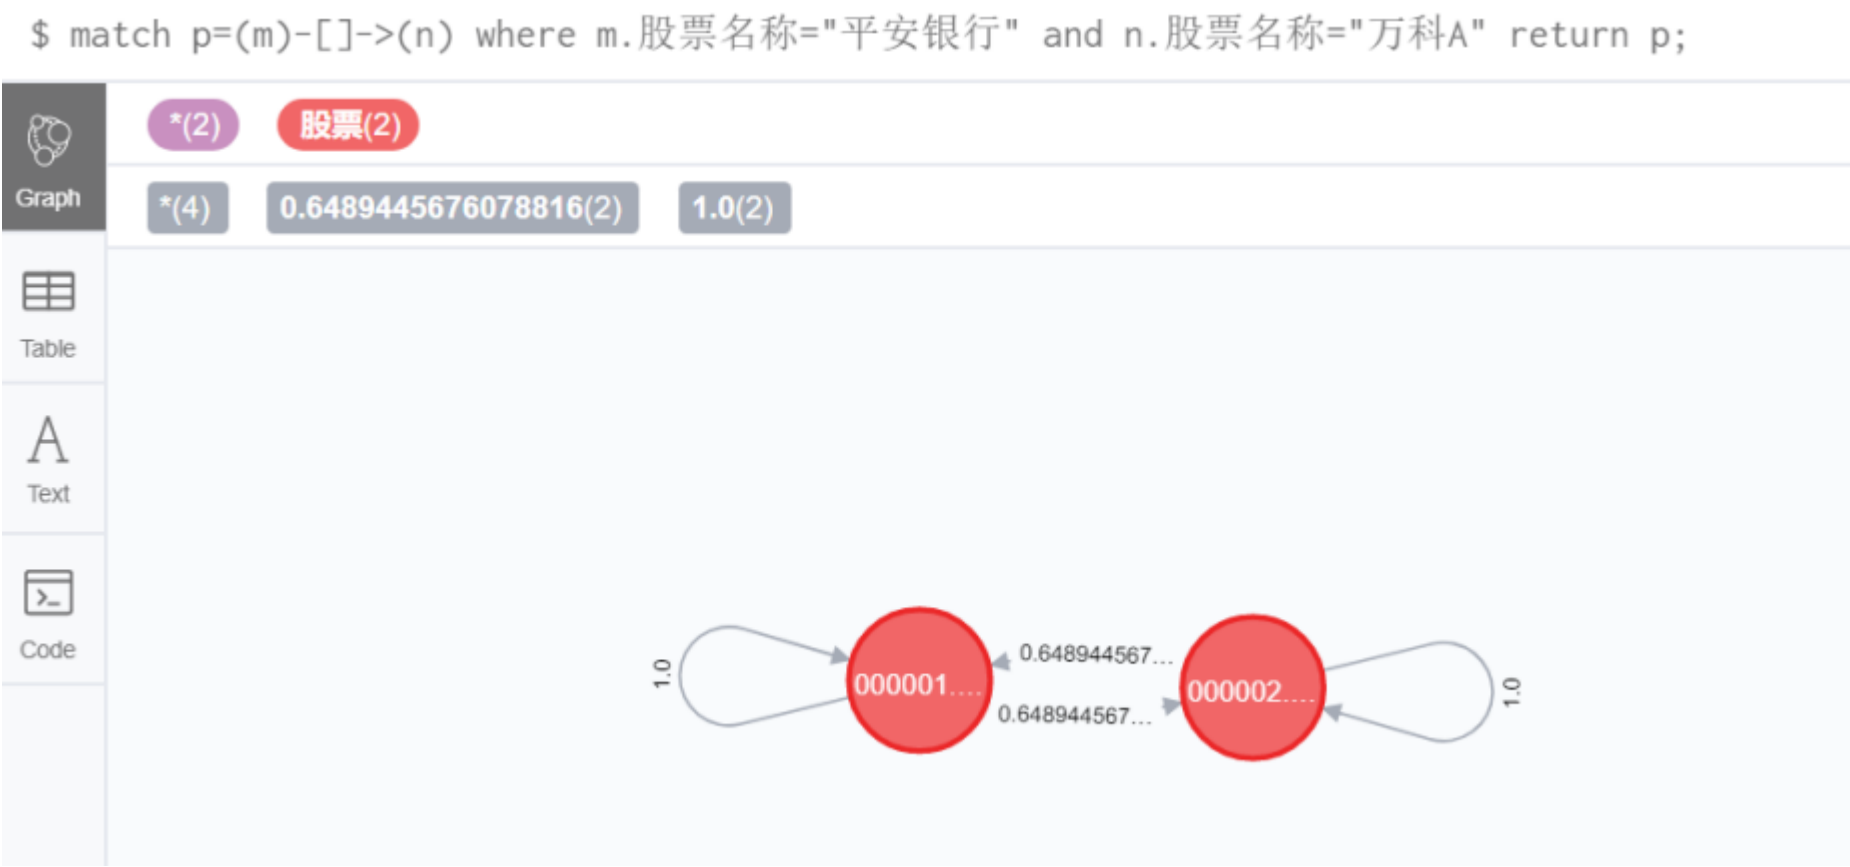 $ match p=(m)-[]->(n) where m.股票名称="平安银行" and n.股票名称="万科A" return p;
*(2) 股票(2)
Graph
*(4) 0.6489445676078816(2) 1.0(2)
Table
Text
Code
1.0
000001....
0.648944567...
0.648944567...
000002....
1.0